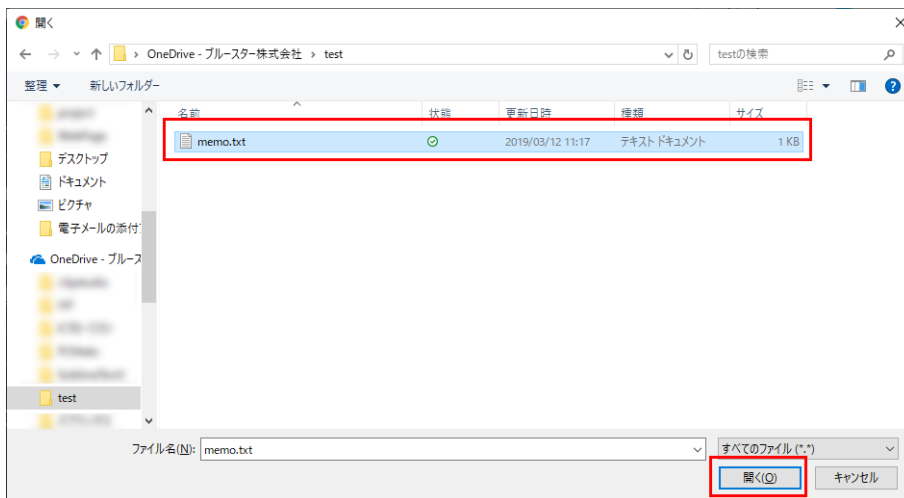 開く
OneDrive - ブルースター株式会社 › test
testの検索
整理
新しいフォルダー
名前 状態 更新日時 種類 サイズ
memo.txt 2019/03/12 11:17 テキスト ドキュメント 1 KB
デスクトップ
ドキュメント
ピクチャ
電子メールの添付
OneDrive - ブルース
test
ファイル名(N): memo.txt
すべてのファイル (*.*)
開く(O) キャンセル